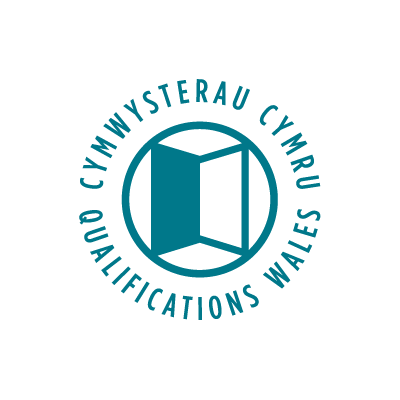 CYMWYSTERAU CYMRU
QUALIFICATIONS WALES